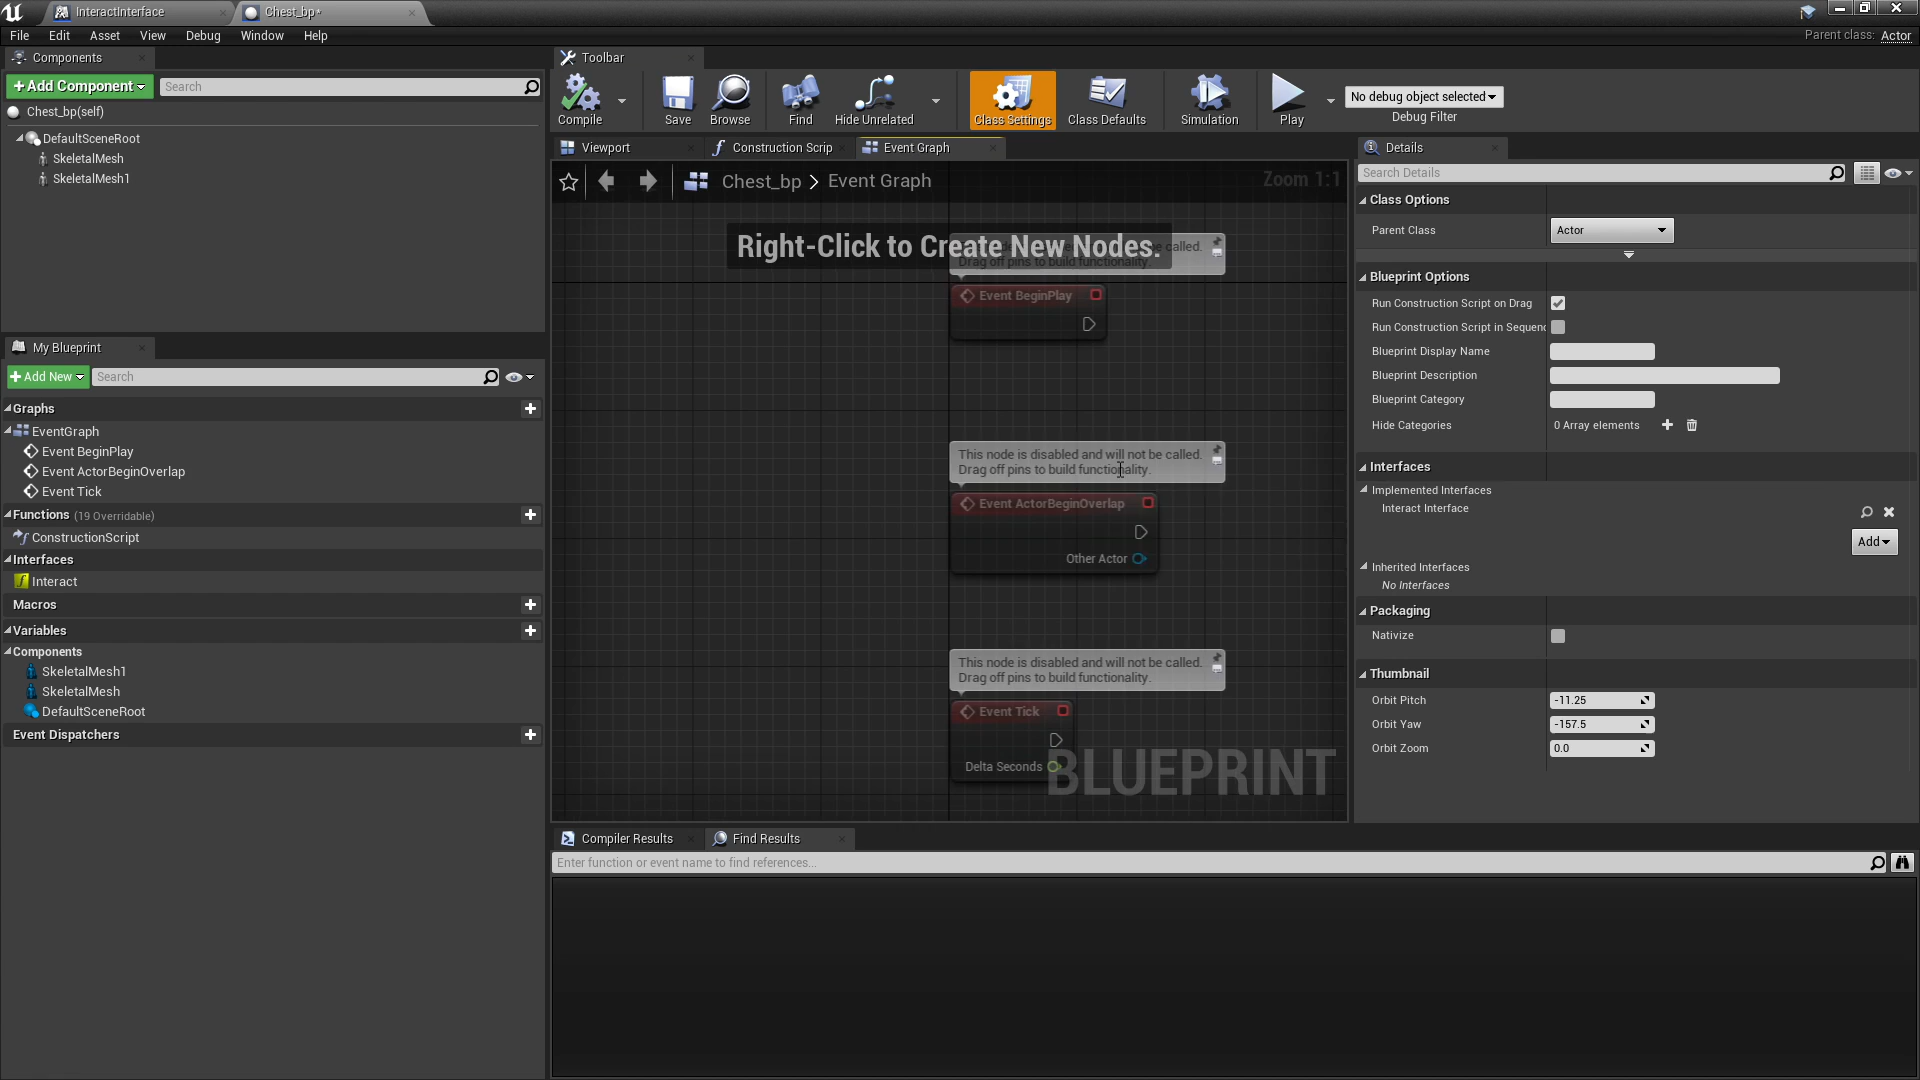 InteractInterface
Chest_bp*
File Edit Asset View Debug Window Help
Parent class: Actor
Components
Toolbar
+ Add Component
Search
Chest_bp(self)
DefaultSceneRoot
SkeletalMesh
SkeletalMesh1
Compile
Save
Browse
Find
Hide Unrelated
Class Settings
Class Defaults
Simulation
Play
No debug object selected
Debug Filter
Viewport
Construction Scrip
Event Graph
Chest_bp > Event Graph
Zoom 1:1
Right-Click to Create New Nodes.
be called.
Drag off pins to build functionality.
Event BeginPlay
This node is disabled and will not be called.
Drag off pins to build functionality.
Event ActorBeginOverlap
Other Actor
This node is disabled and will not be called.
Drag off pins to build functionality.
Event Tick
Delta Seconds
BLUEPRINT
My Blueprint
+ Add New
Search
Graphs
EventGraph
Event BeginPlay
Event ActorBeginOverlap
Event Tick
Functions (19 Overridable)
ConstructionScript
Interfaces
Interact
Macros
Variables
Components
SkeletalMesh1
SkeletalMesh
DefaultSceneRoot
Event Dispatchers
Details
Search Details
Class Options
Parent Class
Actor
Blueprint Options
Run Construction Script on Drag
Run Construction Script in Sequenc
Blueprint Display Name
Blueprint Description
Blueprint Category
Hide Categories
0 Array elements
Interfaces
Implemented Interfaces
Interact Interface
Add
Inherited Interfaces
No Interfaces
Packaging
Nativize
Thumbnail
Orbit Pitch
-11.25
Orbit Yaw
-157.5
Orbit Zoom
0.0
Compiler Results
Find Results
Enter function or event name to find references...